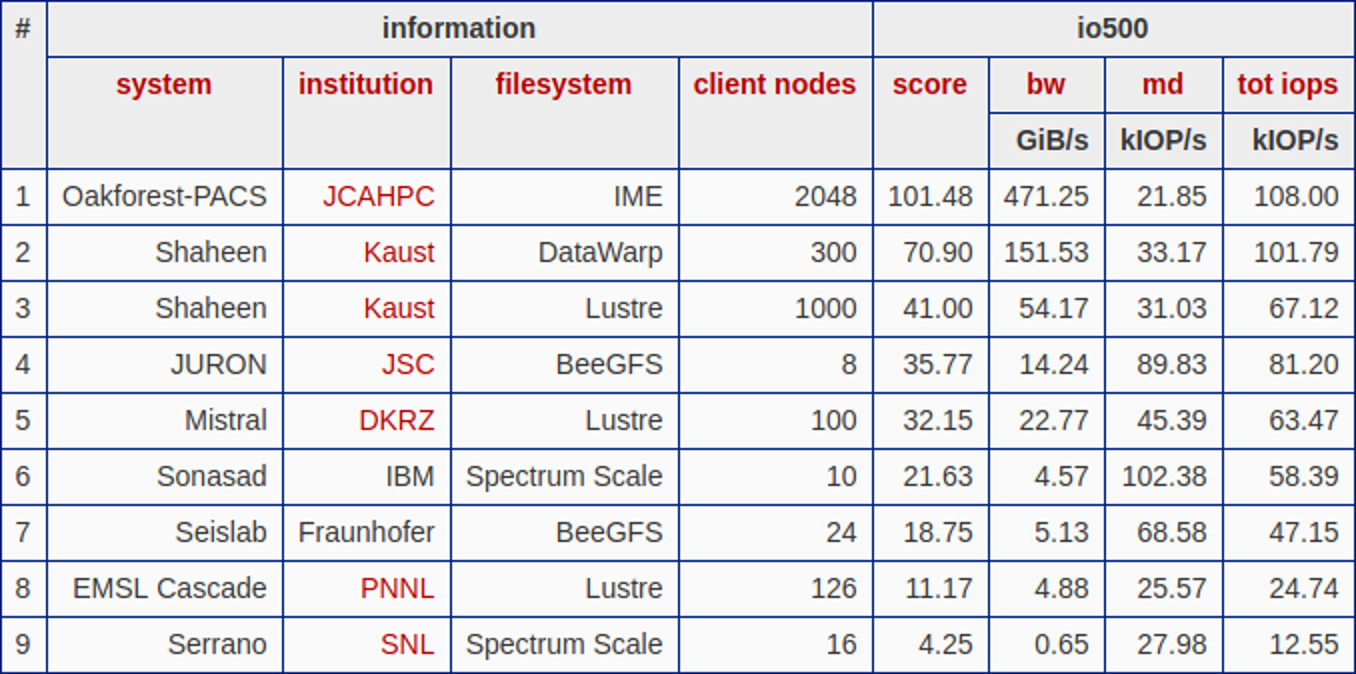 # information io500
system institution filesystem client nodes score bw md tot iops
GiB/s kIOP/s kIOP/s
1 Oakforest-PACS JCAHPC IME 2048 101.48 471.25 21.85 108.00
2 Shaheen Kaust DataWarp 300 70.90 151.53 33.17 101.79
3 Shaheen Kaust Lustre 1000 41.00 54.17 31.03 67.12
4 JURON JSC BeeGFS 8 35.77 14.24 89.83 81.20
5 Mistral DKRZ Lustre 100 32.15 22.77 45.39 63.47
6 Sonasad IBM Spectrum Scale 10 21.63 4.57 102.38 58.39
7 Seislab Fraunhofer BeeGFS 24 18.75 5.13 68.58 47.15
8 EMSL Cascade PNNL Lustre 126 11.17 4.88 25.57 24.74
9 Serrano SNL Spectrum Scale 16 4.25 0.65 27.98 12.55